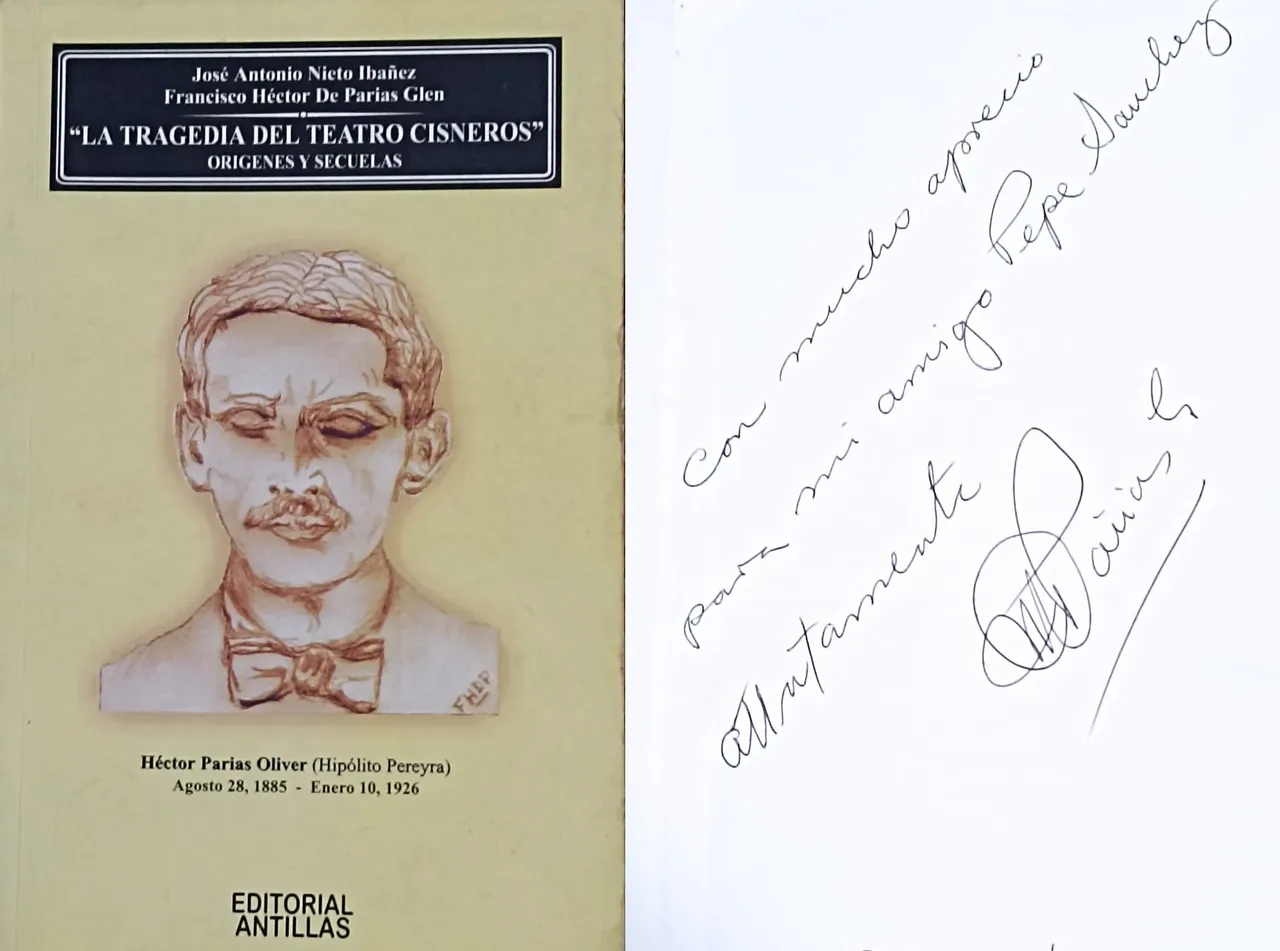 José Antonio Nieto Ibañez
Francisco Héctor De Parias Glen
“LA TRAGEDIA DEL TEATRO CISNEROS”
ORIGENES Y SECUELAS
FHDP
Héctor Parias Oliver (Hipólito Pereyra)
Agosto 28, 1885 - Enero 10, 1926
EDITORIAL
ANTILLAS
Con mucho aprecio
para mi amigo Pepe Sanchez
attntamente
Parias G